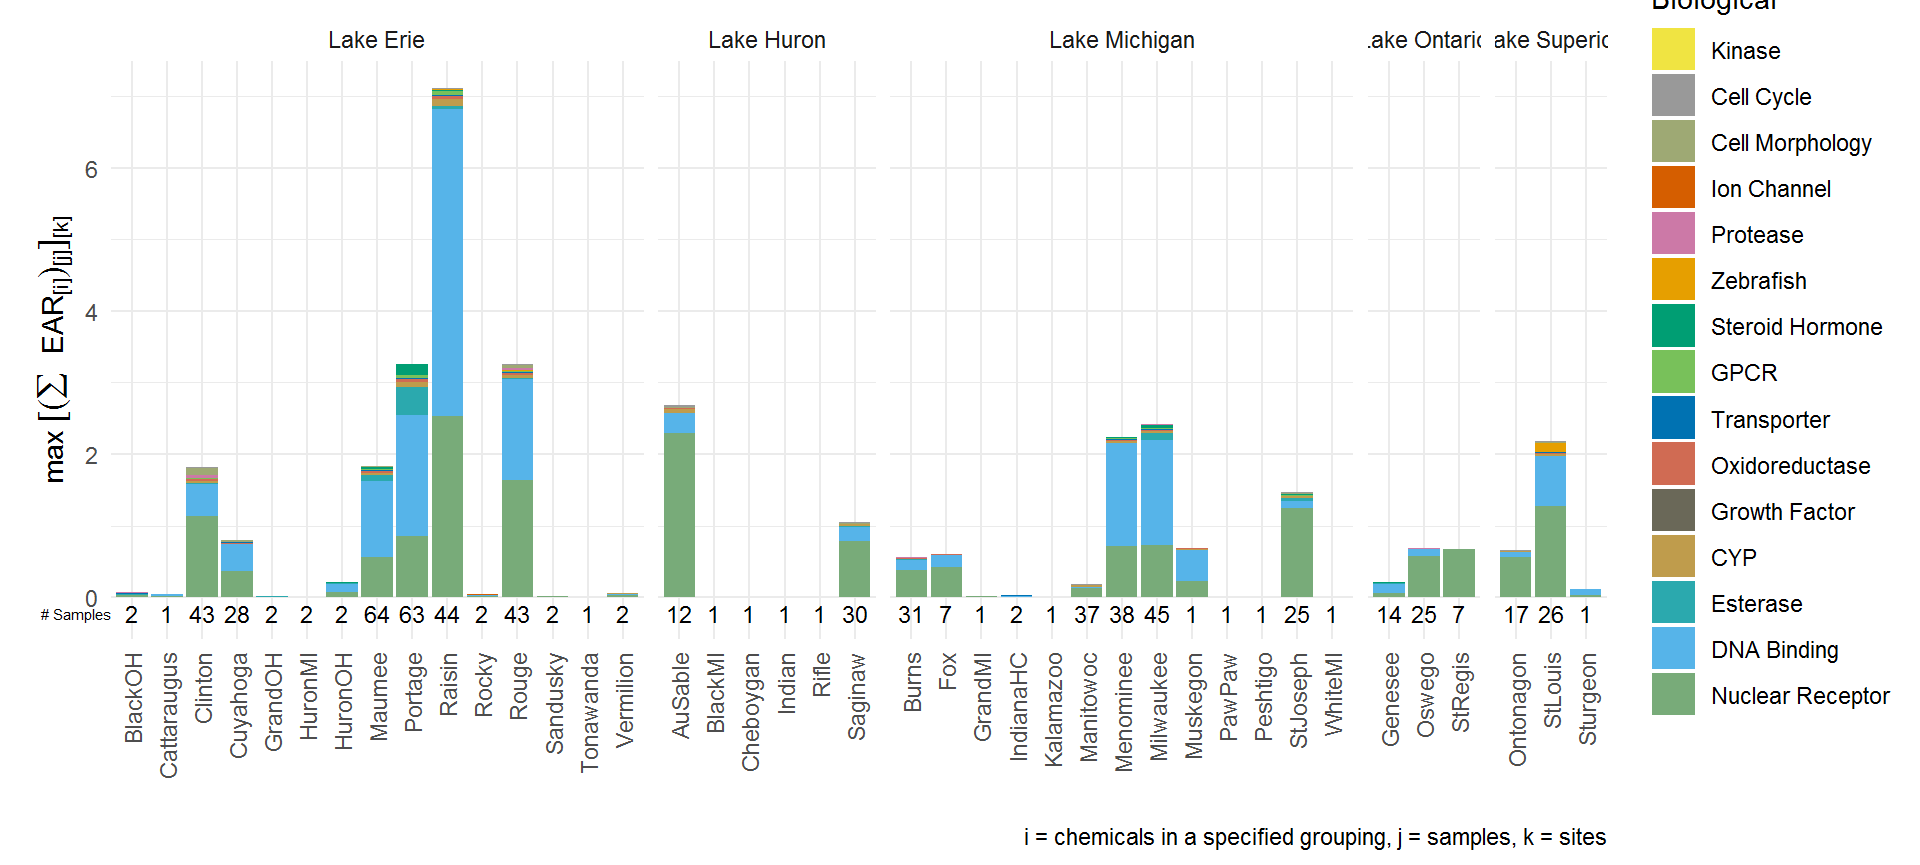 Biological
Lake Erie
Lake Huron
Lake Michigan
Lake Ontario
ake Superio
max [(∑ EAR[i])[j]][k]
6
4
2
0
# Samples 2 1 43 28 2 2 2 64 63 44 2 43 2 1 2 12 1 1 1 1 30 31 7 1 2 1 37 38 45 1 1 1 25 1 14 25 7 17 26 1
BlackOH
Cattaraugus
Clinton
Cuyahoga
GrandOH
HuronMI
HuronOH
Maumee
Portage
Raisin
Rocky
Rouge
Sandusky
Tonawanda
Vermilion
AuSable
BlackMI
Cheboygan
Indian
Rifle
Saginaw
Burns
Fox
GrandMI
IndianaHC
Kalamazoo
Manitowoc
Menominee
Milwaukee
Muskegon
PawPaw
Peshtigo
StJoseph
WhiteMI
Genesee
Oswego
StRegis
Ontonagon
StLouis
Sturgeon
Kinase
Cell Cycle
Cell Morphology
Ion Channel
Protease
Zebrafish
Steroid Hormone
GPCR
Transporter
Oxidoreductase
Growth Factor
CYP
Esterase
DNA Binding
Nuclear Receptor
i = chemicals in a specified grouping, j = samples, k = sites